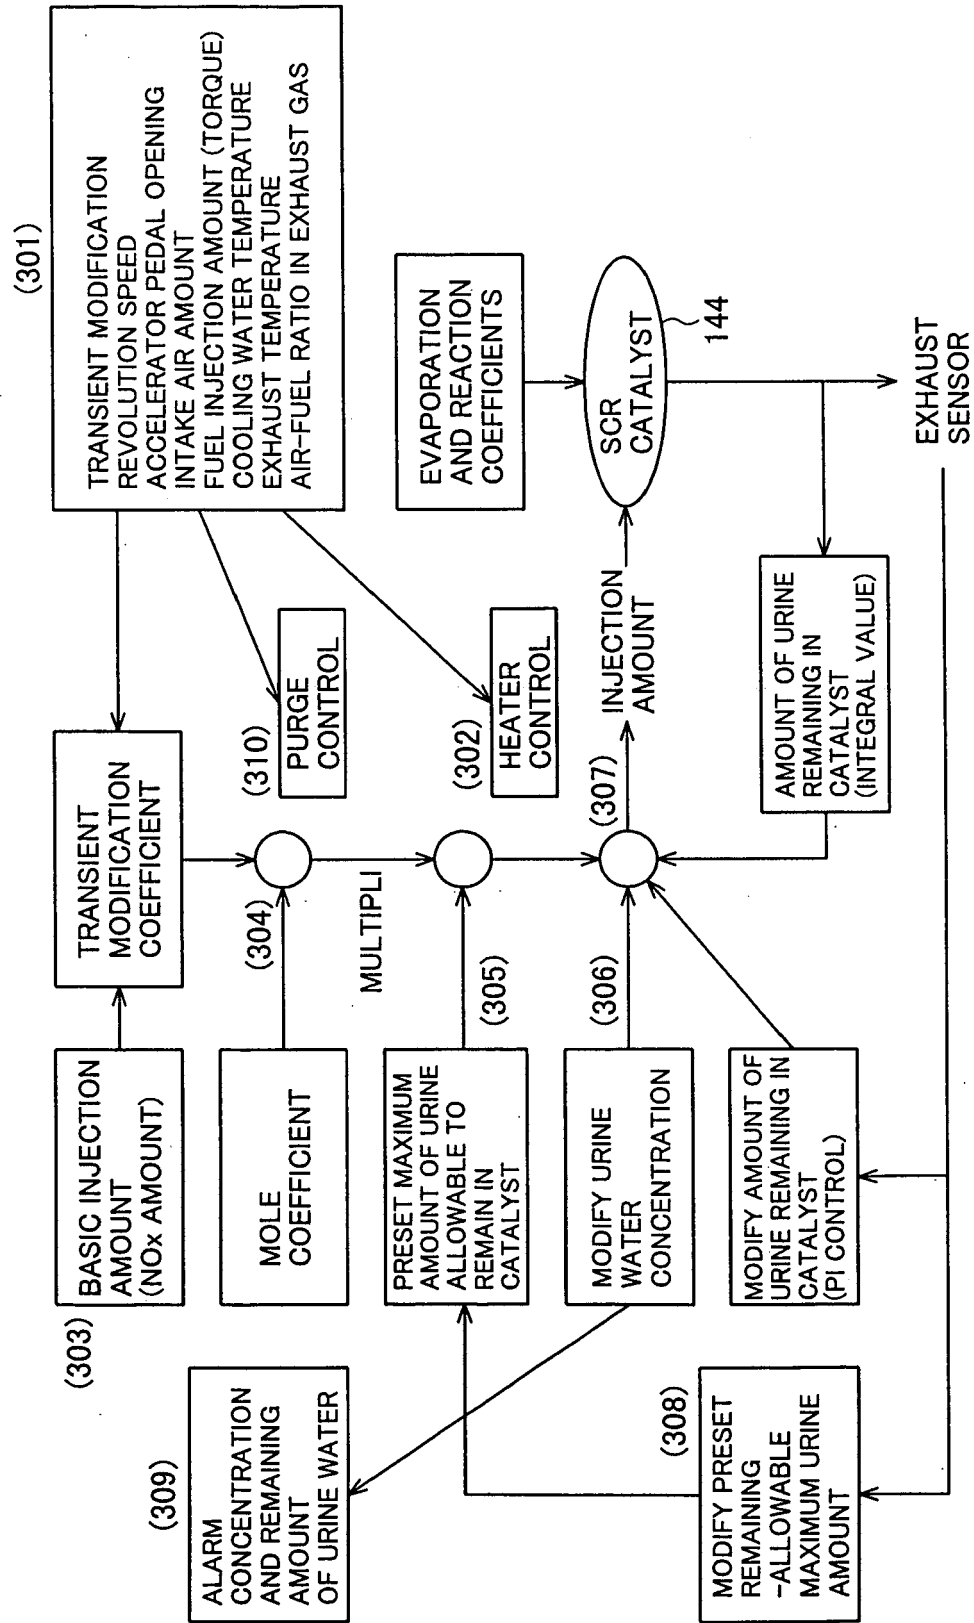 (301)
TRANSIENT MODIFICATION
REVOLUTION SPEED
ACCELERATOR PEDAL OPENING
INTAKE AIR AMOUNT
FUEL INJECTION AMOUNT (TORQUE)
COOLING WATER TEMPERATURE
EXHAUST TEMPERATURE
AIR-FUEL RATIO IN EXHAUST GAS
(303)
BASIC INJECTION
AMOUNT
(NOx AMOUNT)
TRANSIENT
MODIFICATION
COEFFICIENT
(310)
PURGE
CONTROL
(302)
HEATER
CONTROL
MOLE
COEFFICIENT
(304)
MULTIPLI
(309)
ALARM
CONCENTRATION
AND REMAINING
AMOUNT
OF URINE WATER
PRESET MAXIMUM
AMOUNT OF URINE
ALLOWABLE TO
REMAIN IN
CATALYST
(305)
EVAPORATION
AND REACTION
COEFFICIENTS
MODIFY URINE
WATER
CONCENTRATION
(306)
(307)
INJECTION
AMOUNT
SCR
CATALYST
144
(308)
MODIFY PRESET
REMAINING
-ALLOWABLE
MAXIMUM URINE
AMOUNT
MODIFY AMOUNT OF
URINE REMAINING IN
CATALYST
(PI CONTROL)
AMOUNT OF URINE
REMAINING IN
CATALYST
(INTEGRAL VALUE)
EXHAUST
SENSOR